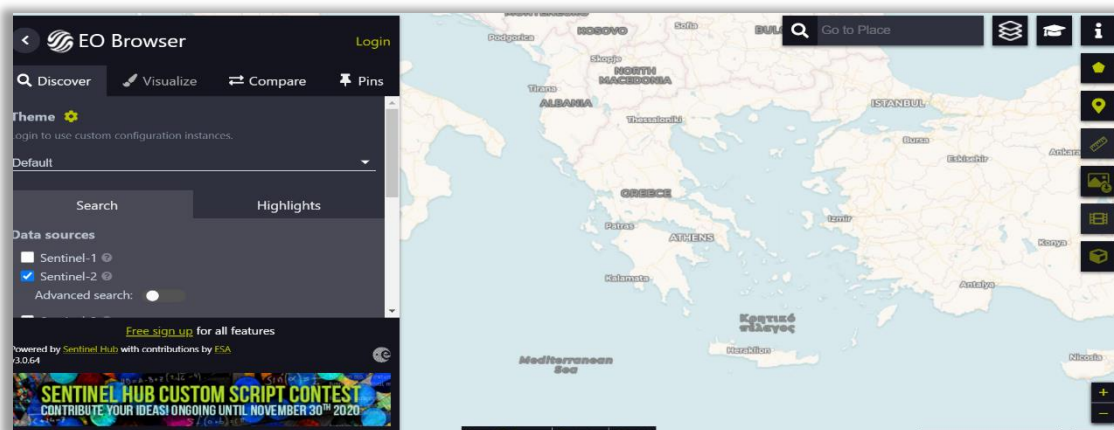 EO Browser
Login
Discover
Visualize
Compare
Pins
Theme
Login to use custom configuration instances.
Default
Search
Highlights
Data sources
Sentinel-1
Sentinel-2
Advanced search:
Free sign up for all features
Powered by Sentinel Hub with contributions by ESA
v3.0.64
SENTINEL HUB CUSTOM SCRIPT CONTEST
CONTRIBUTE YOUR IDEAS! ONGOING UNTIL NOVEMBER 30TH 2020
Go to Place
Podgorica
KOSOVO
Sofia
Skopje
NORTH
MACEDONIA
Tirana
ALBANIA
Thessaloniki
ISTANBUL
Bursa
Eskisehir
Ankara
GREECE
Patras
ATHENS
Izmir
Konya
Kalamata
Antalya
Κρητικό
πέλαγος
Heraklion
Mediterranean
Sea
Nicosia